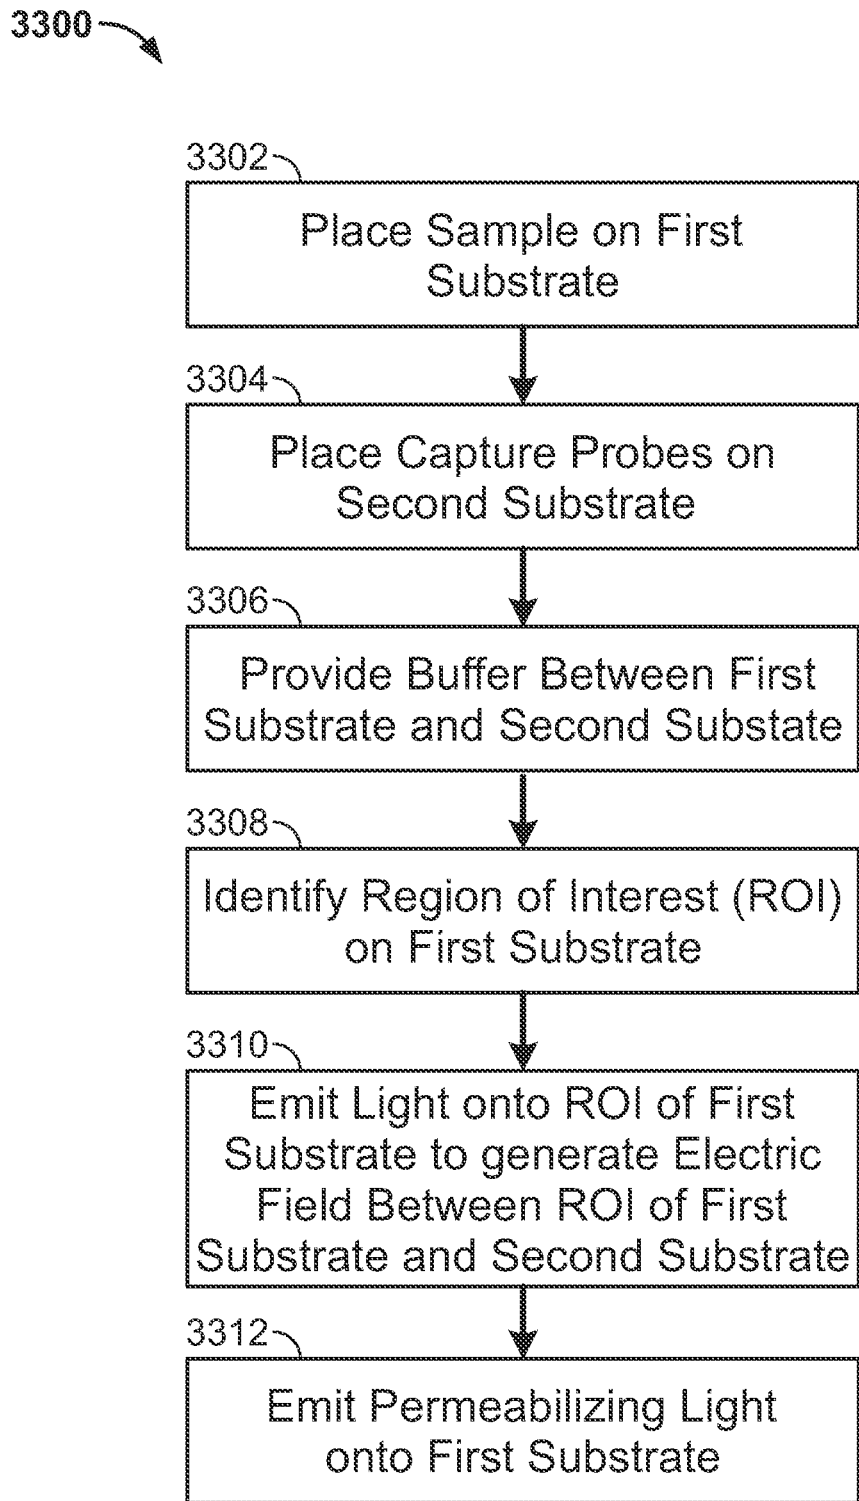 3300
3302
Place Sample on First
Substrate
3304
Place Capture Probes on
Second Substrate
3306
Provide Buffer Between First
Substrate and Second Substate
3308
Identify Region of Interest (ROI)
on First Substrate
3310
Emit Light onto ROI of First
Substrate to generate Electric
Field Between ROI of First
Substrate and Second Substrate
3312
Emit Permeabilizing Light
onto First Substrate